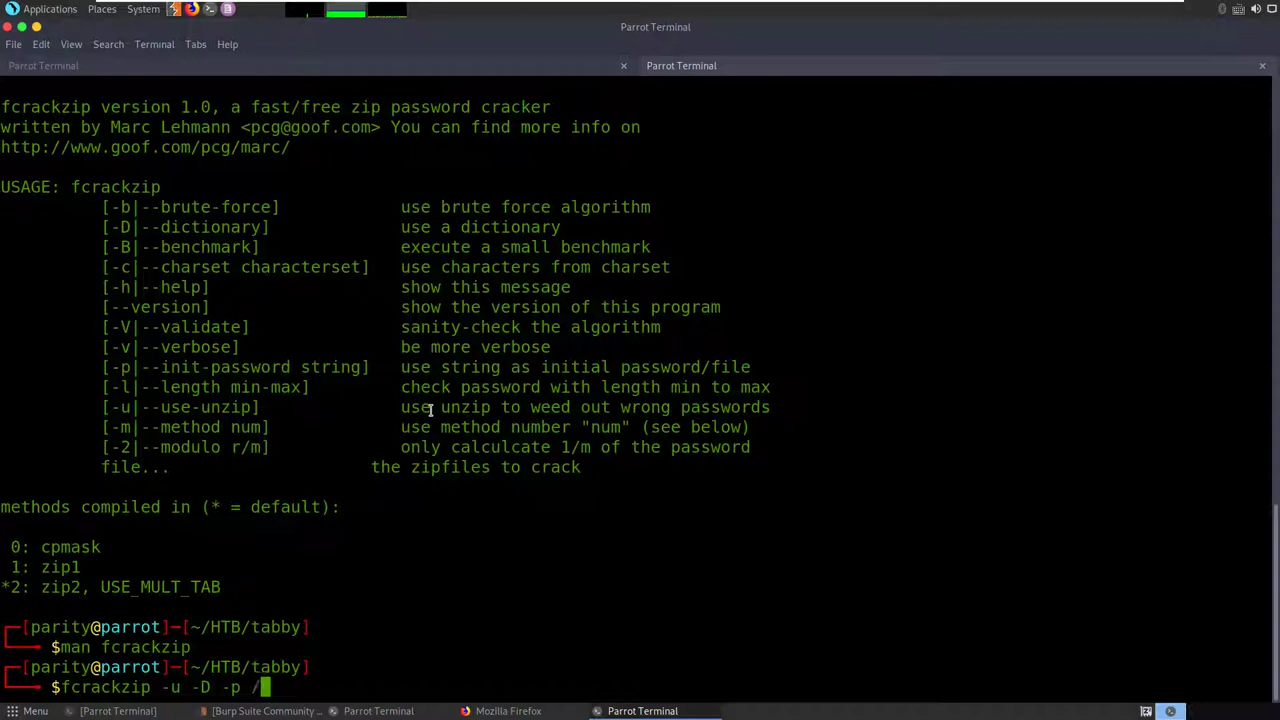 Applications Places System
Parrot Terminal
File Edit View Search Terminal Tabs Help
Parrot Terminal × Parrot Terminal ×
fcrackzip version 1.0, a fast/free zip password cracker
written by Marc Lehmann <pcg@goof.com> You can find more info on
http://www.goof.com/pcg/marc/
USAGE: fcrackzip
[-b|--brute-force] use brute force algorithm
[-D|--dictionary] use a dictionary
[-B|--benchmark] execute a small benchmark
[-c|--charset characterset] use characters from charset
[-h|--help] show this message
[--version] show the version of this program
[-V|--validate] sanity-check the algorithm
[-v|--verbose] be more verbose
[-p|--init-password string] use string as initial password/file
[-l|--length min-max] check password with length min to max
[-u|--use-unzip] use unzip to weed out wrong passwords
[-m|--method num] use method number "num" (see below)
[-2|--modulo r/m] only calculcate 1/m of the password
file... the zipfiles to crack
methods compiled in (* = default):
0: cpmask
1: zip1
*2: zip2, USE_MULT_TAB
[parity@parrot]─[~/HTB/tabby]
$man fcrackzip
[parity@parrot]─[~/HTB/tabby]
$fcrackzip -u -D -p /
Menu [Parrot Terminal] [Burp Suite Community ... Parrot Terminal Mozilla Firefox Parrot Terminal